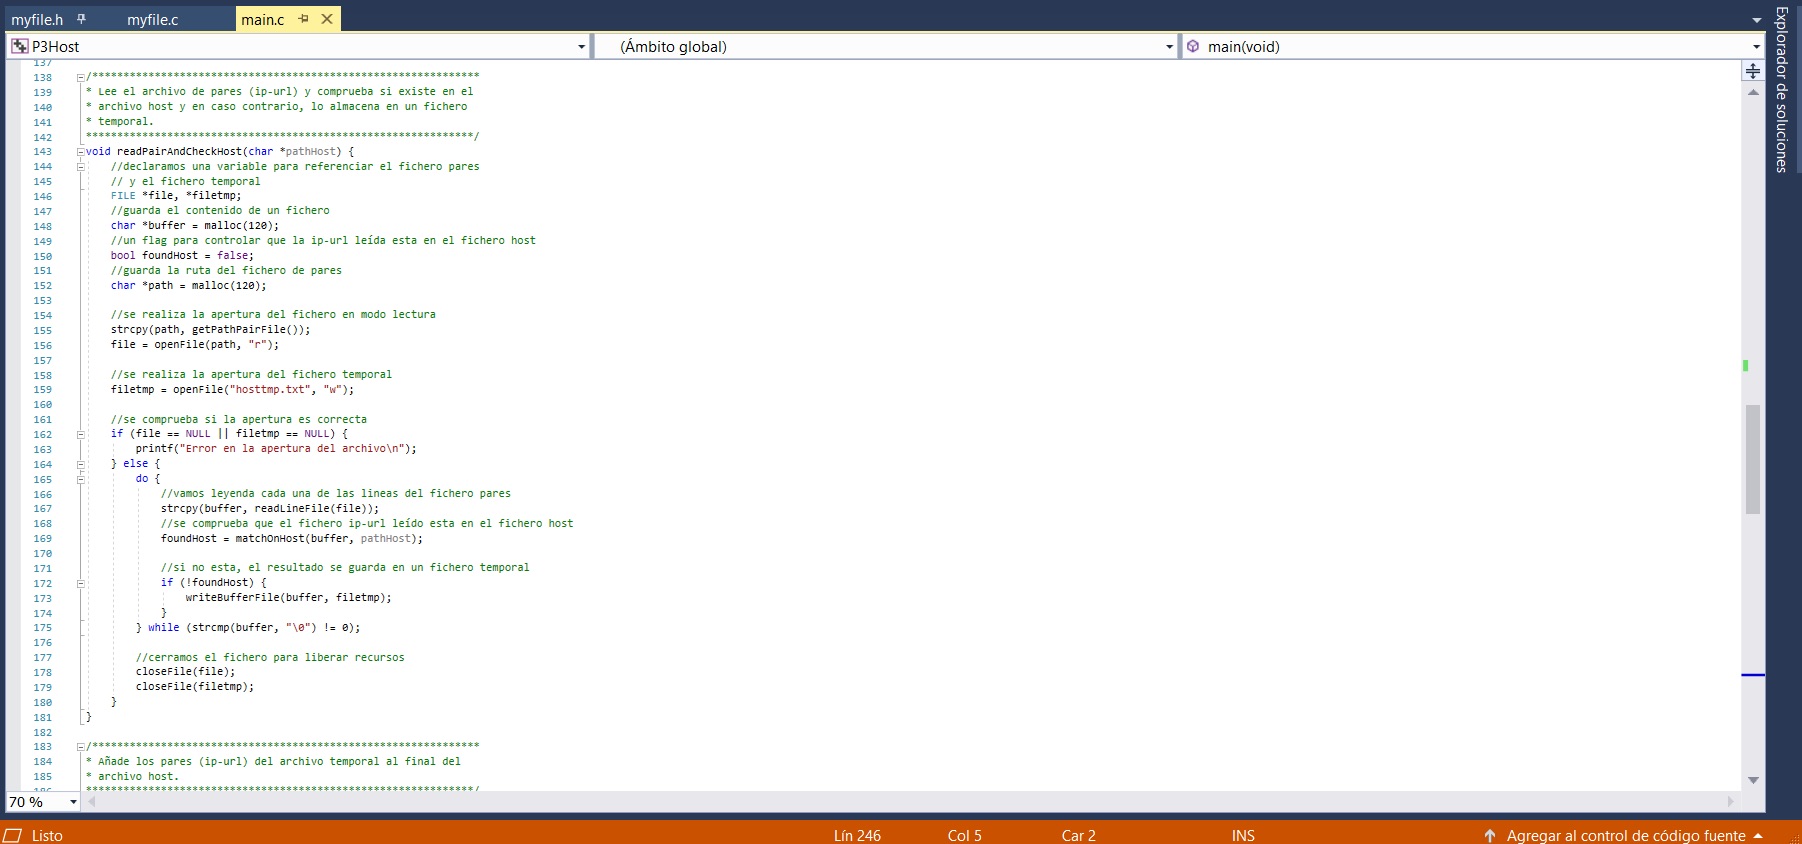 myfile.h
myfile.c
main.c
P3Host
(Ámbito global)
main(void)
Explorador de soluciones
137
138 /**************************************************************
139 * Lee el archivo de pares (ip-url) y comprueba si existe en el
140 * archivo host y en caso contrario, lo almacena en un fichero
141 * temporal.
142 **************************************************************/
143 void readPairAndCheckHost(char *pathHost) {
144 //declaramos una variable para referenciar el fichero pares
145 // y el fichero temporal
146 FILE *file, *filetmp;
147 //guarda el contenido de un fichero
148 char *buffer = malloc(120);
149 //un flag para controlar que la ip-url leída esta en el fichero host
150 bool foundHost = false;
151 //guarda la ruta del fichero de pares
152 char *path = malloc(120);
153
154 //se realiza la apertura del fichero en modo lectura
155 strcpy(path, getPathPairFile());
156 file = openFile(path, "r");
157
158 //se realiza la apertura del fichero temporal
159 filetmp = openFile("hosttmp.txt", "w");
160
161 //se comprueba si la apertura es correcta
162 if (file == NULL || filetmp == NULL) {
163 printf("Error en la apertura del archivo\n");
164 } else {
165 do {
166 //vamos leyenda cada una de las lineas del fichero pares
167 strcpy(buffer, readLineFile(file));
168 //se comprueba que el fichero ip-url leído esta en el fichero host
169 foundHost = matchOnHost(buffer, pathHost);
170
171 //si no esta, el resultado se guarda en un fichero temporal
172 if (!foundHost) {
173 writeBufferFile(buffer, filetmp);
174 }
175 } while (strcmp(buffer, "\0") != 0);
176
177 //cerramos el fichero para liberar recursos
178 closeFile(file);
179 closeFile(filetmp);
180 }
181 }
182
183 /**************************************************************
184 * Añade los pares (ip-url) del archivo temporal al final del
185 * archivo host.
186 **************************************************************/
70 %
Listo
Lín 246
Col 5
Car 2
INS
Agregar al control de código fuente